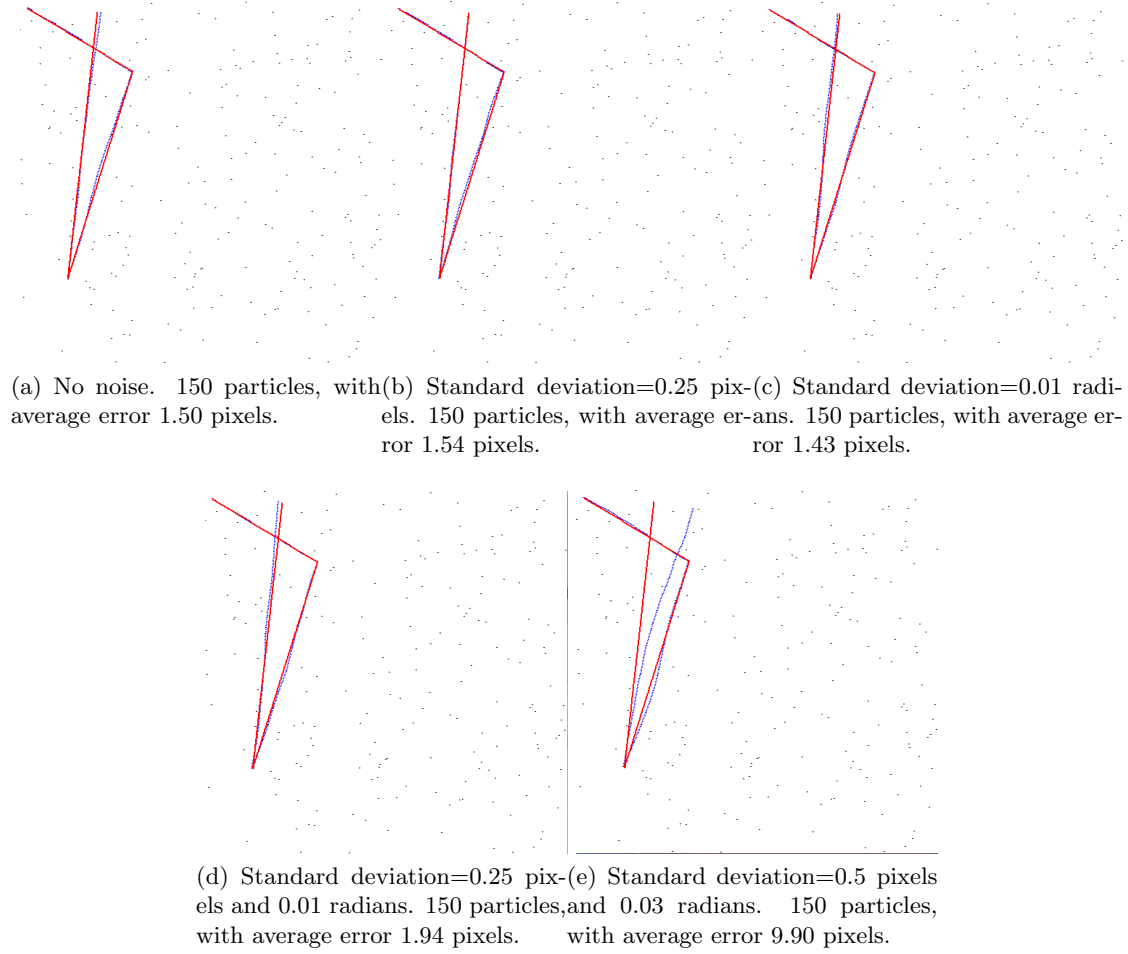 (a) No noise. 150 particles, with
average error 1.50 pixels.
(b) Standard deviation=0.25 pix-
els. 150 particles, with average er-
ror 1.54 pixels.
(c) Standard deviation=0.01 radi-
ans. 150 particles, with average er-
ror 1.43 pixels.
(d) Standard deviation=0.25 pix-
els and 0.01 radians. 150 particles,
with average error 1.94 pixels.
(e) Standard deviation=0.5 pixels
and 0.03 radians. 150 particles,
with average error 9.90 pixels.